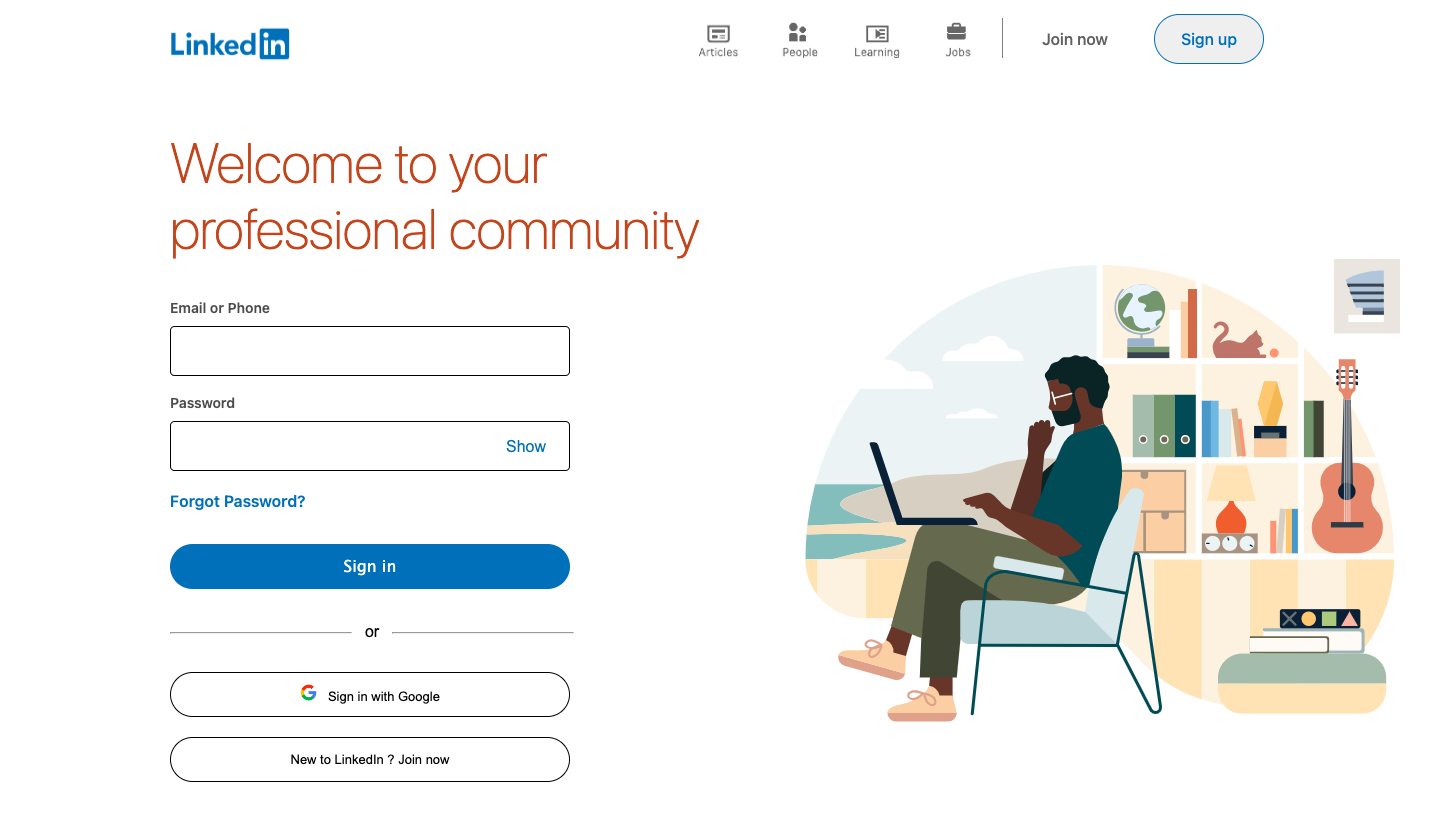 Linkedin
Articles
People
Learning
Jobs
Join now
Sign up
Welcome to your
professional community
Email or Phone
Password
Show
Forgot Password?
Sign in
or
Sign in with Google
New to LinkedIn ? Join now